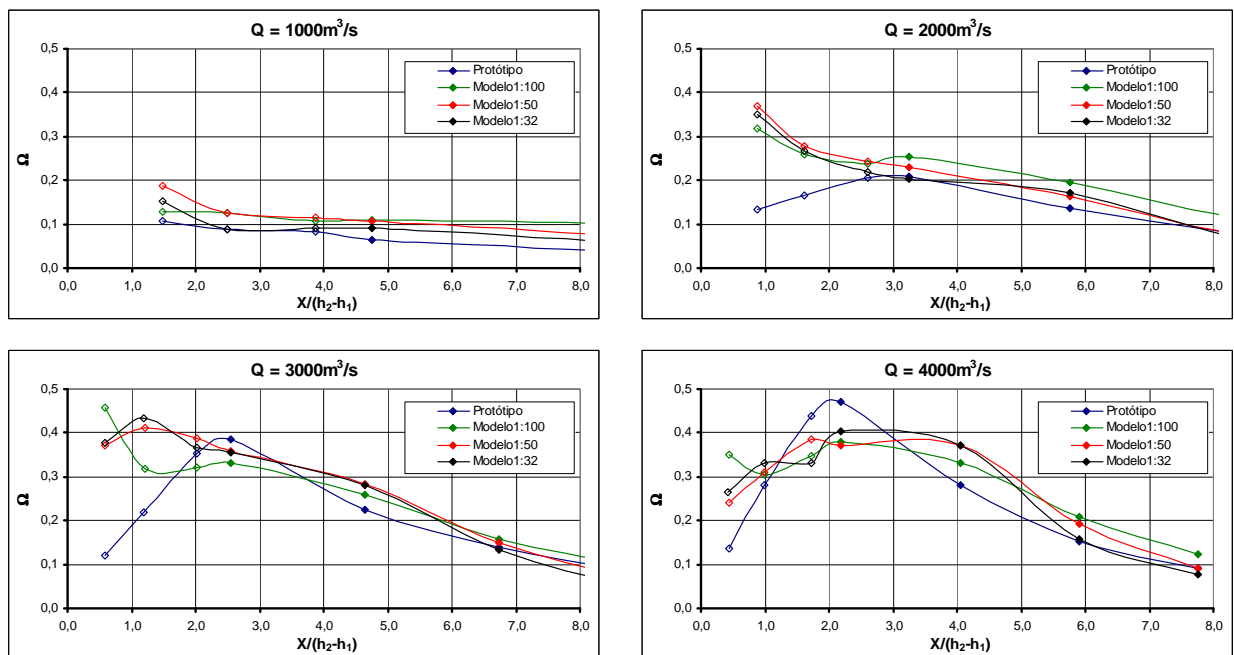 Q = 1000m³/s
0,5
0,4
0,3
0,2
0,1
0,0
Ω
Protótipo
Modelo1:100
Modelo1:50
Modelo1:32
0,0 1,0 2,0 3,0 4,0 5,0 6,0 7,0 8,0
X/(h₂-h₁)
Q = 2000m³/s
0,5
0,4
0,3
0,2
0,1
0,0
Ω
Protótipo
Modelo1:100
Modelo1:50
Modelo1:32
0,0 1,0 2,0 3,0 4,0 5,0 6,0 7,0 8,0
X/(h₂-h₁)
Q = 3000m³/s
0,5
0,4
0,3
0,2
0,1
0,0
Ω
Protótipo
Modelo1:100
Modelo1:50
Modelo1:32
0,0 1,0 2,0 3,0 4,0 5,0 6,0 7,0 8,0
X/(h₂-h₁)
Q = 4000m³/s
0,5
0,4
0,3
0,2
0,1
0,0
Ω
Protótipo
Modelo1:100
Modelo1:50
Modelo1:32
0,0 1,0 2,0 3,0 4,0 5,0 6,0 7,0 8,0
X/(h₂-h₁)